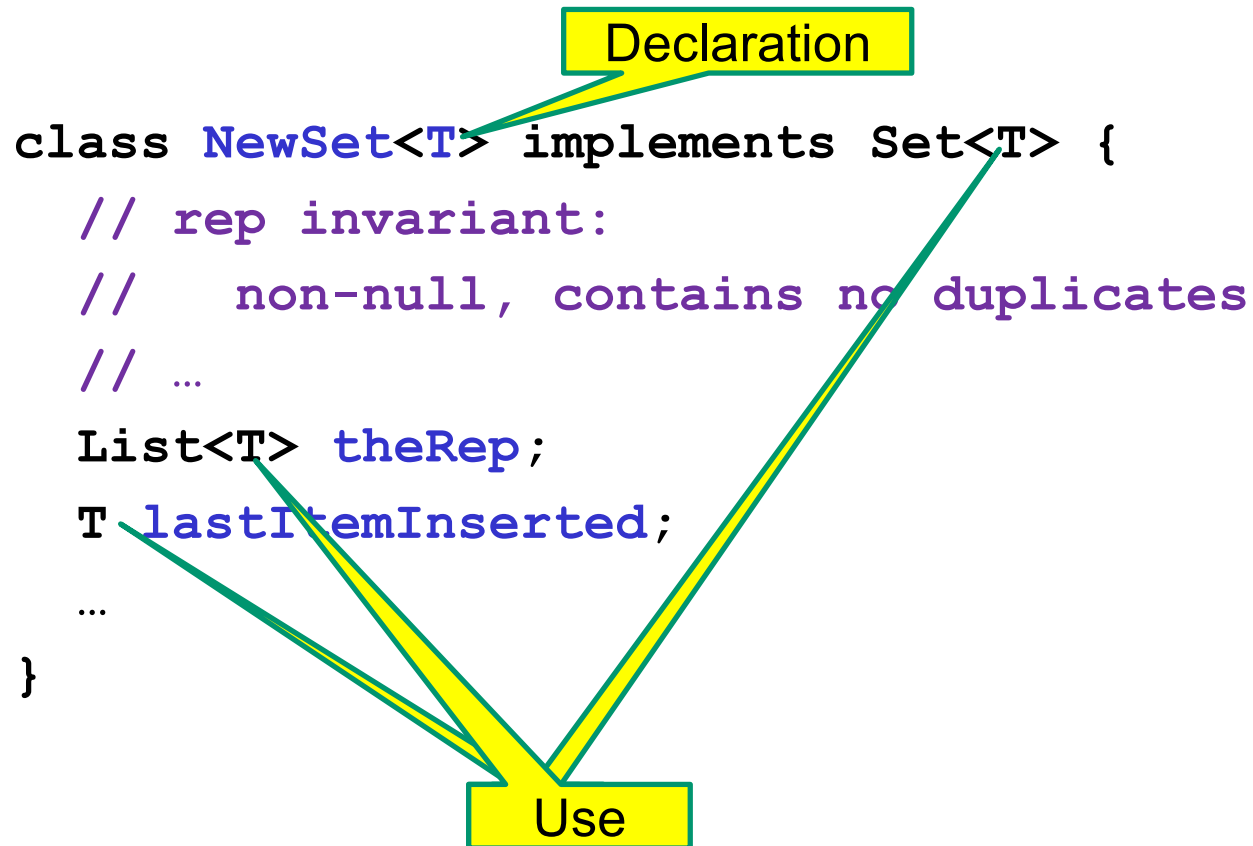 Declaration
class NewSet<T> implements Set<T> {
// rep invariant:
//   non-null, contains no duplicates
// …
List<T> theRep;
T lastItemInserted;
…
}
Use